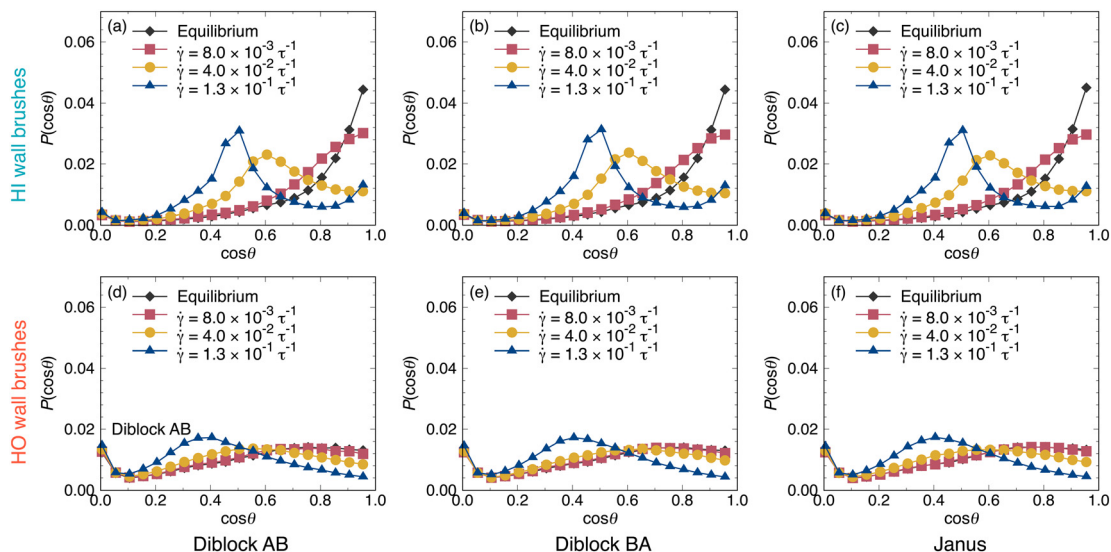 HI wall brushes
(a)
Equilibrium
γ̇ = 8.0 × 10⁻³ τ⁻¹
γ̇ = 4.0 × 10⁻² τ⁻¹
γ̇ = 1.3 × 10⁻¹ τ⁻¹
P(cosθ)
0.06
0.04
0.02
0.00
0.0 0.2 0.4 0.6 0.8 1.0
cosθ
(b)
Equilibrium
γ̇ = 8.0 × 10⁻³ τ⁻¹
γ̇ = 4.0 × 10⁻² τ⁻¹
γ̇ = 1.3 × 10⁻¹ τ⁻¹
P(cosθ)
0.06
0.04
0.02
0.00
0.0 0.2 0.4 0.6 0.8 1.0
cosθ
(c)
Equilibrium
γ̇ = 8.0 × 10⁻³ τ⁻¹
γ̇ = 4.0 × 10⁻² τ⁻¹
γ̇ = 1.3 × 10⁻¹ τ⁻¹
P(cosθ)
0.06
0.04
0.02
0.00
0.0 0.2 0.4 0.6 0.8 1.0
cosθ
HO wall brushes
(d)
Equilibrium
γ̇ = 8.0 × 10⁻³ τ⁻¹
γ̇ = 4.0 × 10⁻² τ⁻¹
γ̇ = 1.3 × 10⁻¹ τ⁻¹
Diblock AB
P(cosθ)
0.06
0.04
0.02
0.00
0.0 0.2 0.4 0.6 0.8 1.0
cosθ
Diblock AB
(e)
Equilibrium
γ̇ = 8.0 × 10⁻³ τ⁻¹
γ̇ = 4.0 × 10⁻² τ⁻¹
γ̇ = 1.3 × 10⁻¹ τ⁻¹
P(cosθ)
0.06
0.04
0.02
0.00
0.0 0.2 0.4 0.6 0.8 1.0
cosθ
Diblock BA
(f)
Equilibrium
γ̇ = 8.0 × 10⁻³ τ⁻¹
γ̇ = 4.0 × 10⁻² τ⁻¹
γ̇ = 1.3 × 10⁻¹ τ⁻¹
P(cosθ)
0.06
0.04
0.02
0.00
0.0 0.2 0.4 0.6 0.8 1.0
cosθ
Janus